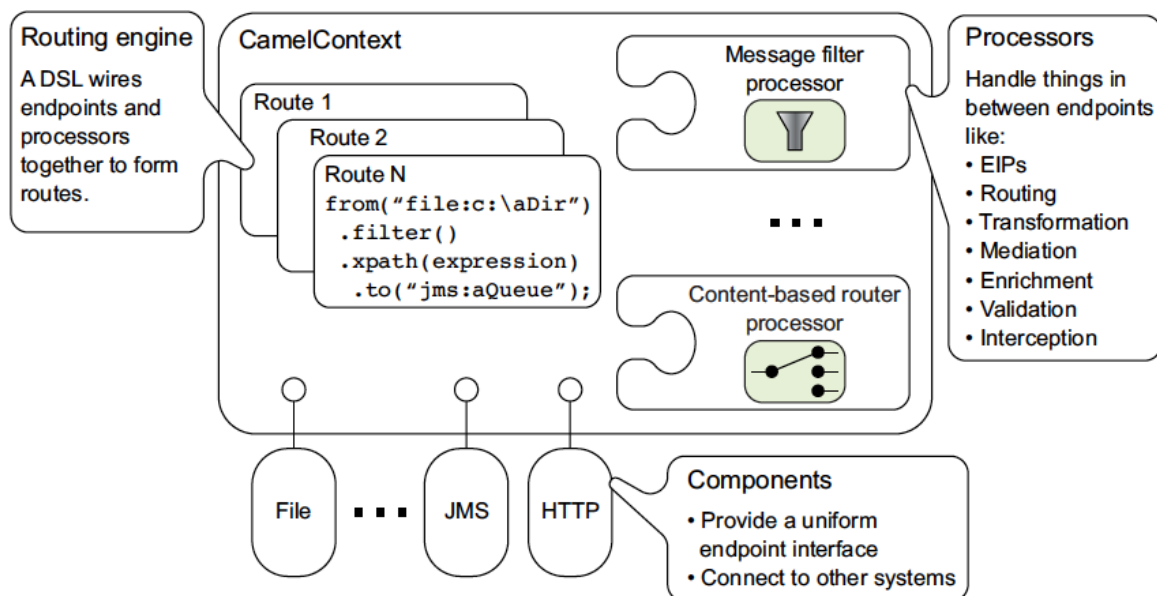 Routing engine
A DSL wires
endpoints and
processors
together to form
routes.
CamelContext
Route 1
Route 2
Route N
from(“file:c:\aDir”)
.filter()
.xpath(expression)
.to(“jms:aQueue”);
Message filter
processor
Content-based router
processor
Processors
Handle things in
between endpoints
like:
• EIPs
• Routing
• Transformation
• Mediation
• Enrichment
• Validation
• Interception
File
JMS
HTTP
Components
• Provide a uniform
endpoint interface
• Connect to other systems